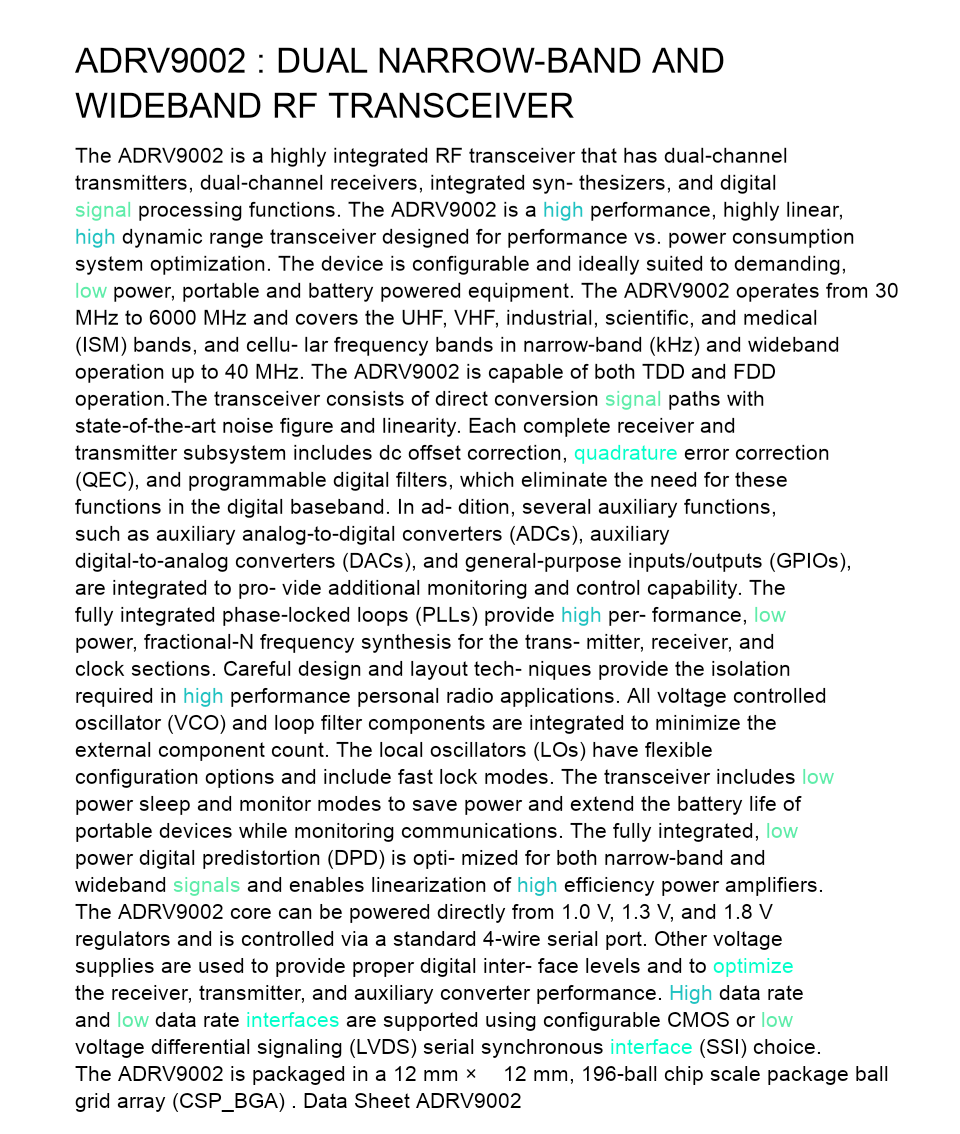 ADRV9002 : DUAL NARROW-BAND AND
WIDEBAND RF TRANSCEIVER
The ADRV9002 is a highly integrated RF transceiver that has dual-channel
transmitters, dual-channel receivers, integrated syn- thesizers, and digital
signal processing functions. The ADRV9002 is a high performance, highly linear,
high dynamic range transceiver designed for performance vs. power consumption
system optimization. The device is configurable and ideally suited to demanding,
low power, portable and battery powered equipment. The ADRV9002 operates from 30
MHz to 6000 MHz and covers the UHF, VHF, industrial, scientific, and medical
(ISM) bands, and cellu- lar frequency bands in narrow-band (kHz) and wideband
operation up to 40 MHz. The ADRV9002 is capable of both TDD and FDD
operation.The transceiver consists of direct conversion signal paths with
state-of-the-art noise figure and linearity. Each complete receiver and
transmitter subsystem includes dc offset correction, quadrature error correction
(QEC), and programmable digital filters, which eliminate the need for these
functions in the digital baseband. In ad- dition, several auxiliary functions,
such as auxiliary analog-to-digital converters (ADCs), auxiliary
digital-to-analog converters (DACs), and general-purpose inputs/outputs (GPIOs),
are integrated to pro- vide additional monitoring and control capability. The
fully integrated phase-locked loops (PLLs) provide high per- formance, low
power, fractional-N frequency synthesis for the trans- mitter, receiver, and
clock sections. Careful design and layout tech- niques provide the isolation
required in high performance personal radio applications. All voltage controlled
oscillator (VCO) and loop filter components are integrated to minimize the
external component count. The local oscillators (LOs) have flexible
configuration options and include fast lock modes. The transceiver includes low
power sleep and monitor modes to save power and extend the battery life of
portable devices while monitoring communications. The fully integrated, low
power digital predistortion (DPD) is opti- mized for both narrow-band and
wideband signals and enables linearization of high efficiency power amplifiers.
The ADRV9002 core can be powered directly from 1.0 V, 1.3 V, and 1.8 V
regulators and is controlled via a standard 4-wire serial port. Other voltage
supplies are used to provide proper digital inter- face levels and to optimize
the receiver, transmitter, and auxiliary converter performance. High data rate
and low data rate interfaces are supported using configurable CMOS or low
voltage differential signaling (LVDS) serial synchronous interface (SSI) choice.
The ADRV9002 is packaged in a 12 mm × 12 mm, 196-ball chip scale package ball
grid array (CSP_BGA) . Data Sheet ADRV9002